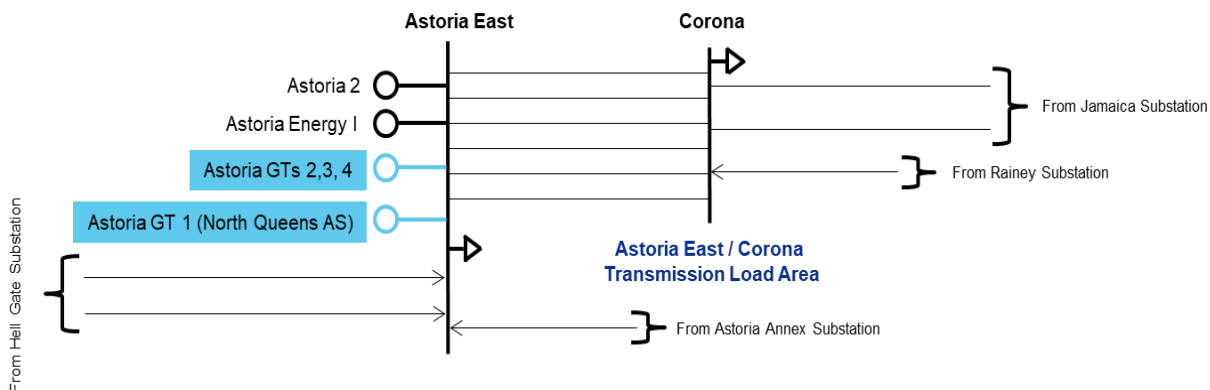 Astoria East
Corona
Astoria 2
From Jamaica Substation
Astoria Energy I
Astoria GTs 2,3, 4
From Rainey Substation
Astoria GT 1 (North Queens AS)
Astoria East / Corona
Transmission Load Area
From Hell Gate Substation
From Astoria Annex Substation